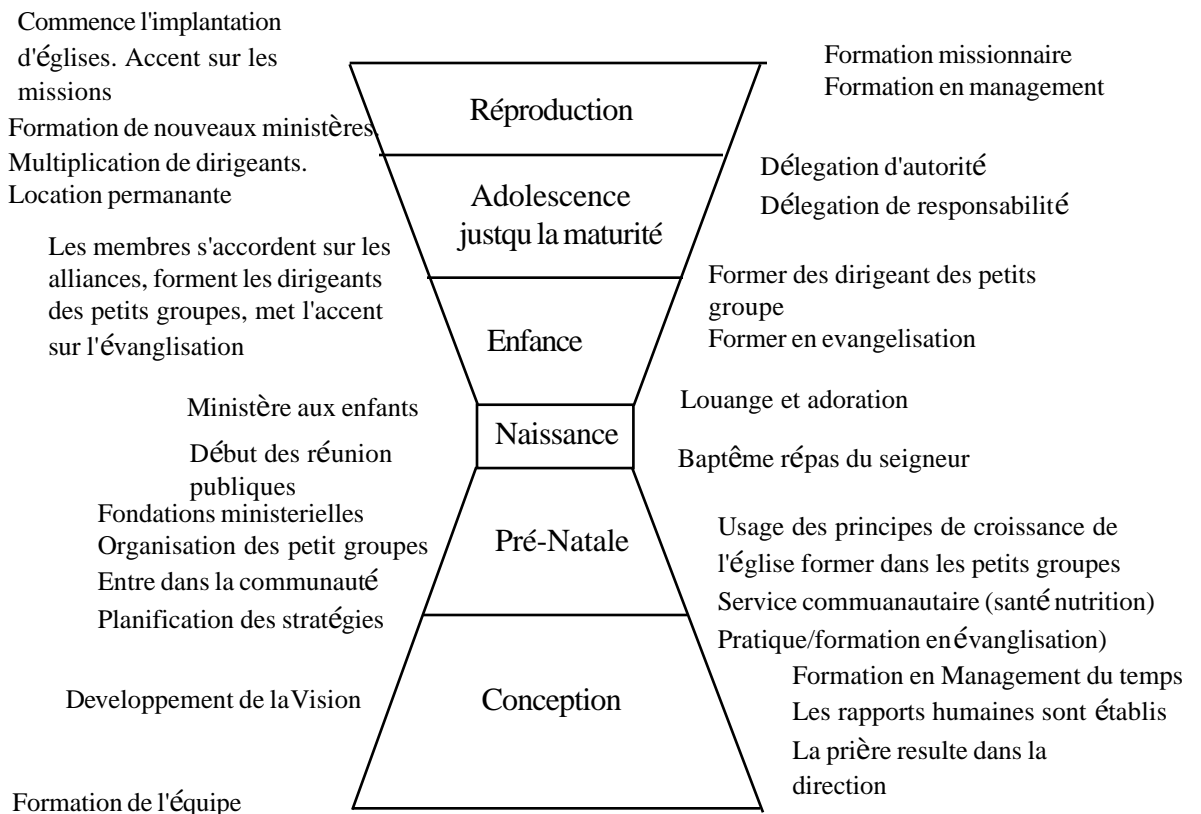 Commence l'implantation
d'églises. Accent sur les
missions
Formation missionnaire
Formation en management
Réproduction
Formation de nouveaux ministères.
Multiplication de dirigeants.
Location permanante
Délegation d'autorité
Délegation de responsabilité
Adolescence
justqu la maturité
Les membres s'accordent sur les
alliances, forment les dirigeants
des petits groupes, met l'accent
sur l'évanglisation
Former des dirigeant des petits
groupe
Former en evangelisation
Enfance
Ministère aux enfants
Louange et adoration
Naissance
Début des réunion
publiques
Baptême répas du seigneur
Fondations ministerielles
Organisation des petit groupes
Entre dans la communauté
Planification des stratégies
Pré-Natale
Usage des principes de croissance de
l'église former dans les petits groupes
Service commuanautaire (santé nutrition)
Pratique/formation en évanglisation)
Developpement de la Vision
Conception
Formation en Management du temps
Les rapports humaines sont établis
La prière resulte dans la
direction
Formation de l'équipe